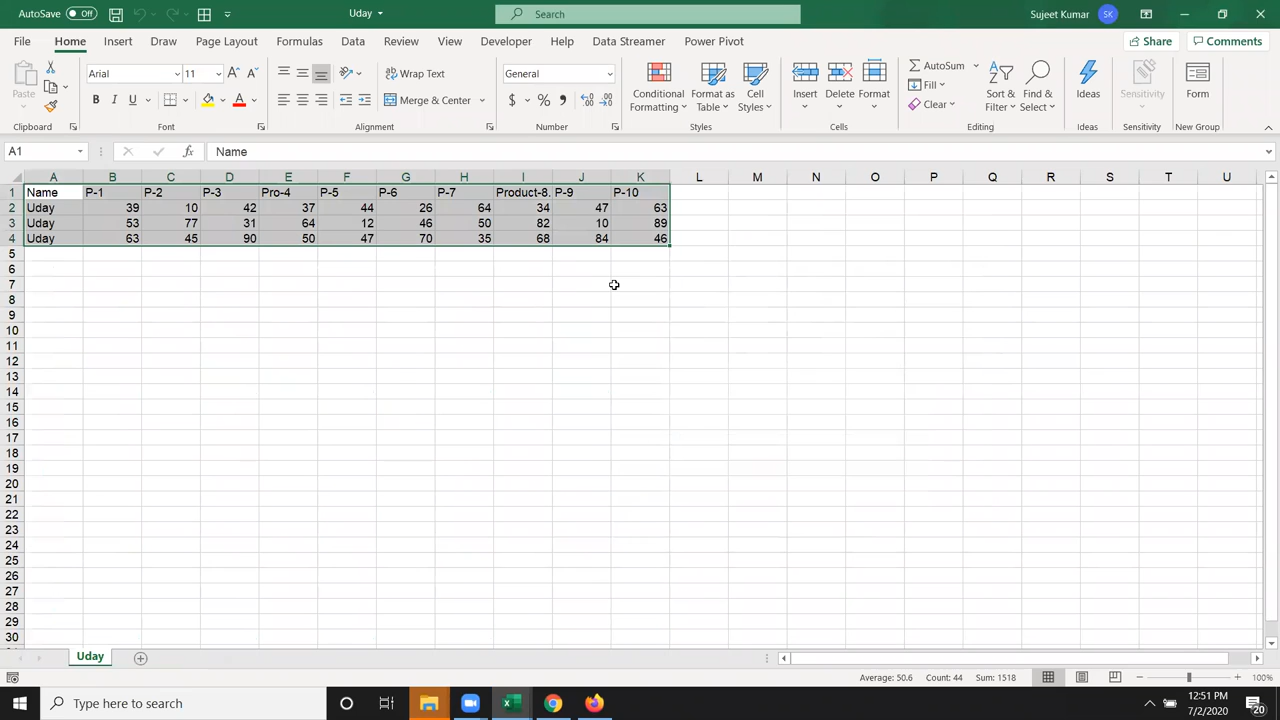 AutoSave Off Uday Search Sujeet Kumar SK
File Home Insert Draw Page Layout Formulas Data Review View Developer Help Data Streamer Power Pivot Share Comments
Paste Arial 11 Wrap Text General Conditional Formatting Format as Table Cell Styles Insert Delete Format AutoSum Fill Clear Sort & Filter Find & Select Ideas Sensitivity Form
B I U Merge & Center $ %
Clipboard Font Alignment Number Styles Cells Editing Ideas Sensitivity New Group
A1 fx Name
A B C D E F G H I J K L M N O P Q R S T U
1 Name P-1 P-2 P-3 Pro-4 P-5 P-6 P-7 Product-8. P-9 P-10
2 Uday 39 10 42 37 44 26 64 34 47 63
3 Uday 53 77 31 64 12 46 50 82 10 89
4 Uday 63 45 90 50 47 70 35 68 84 46
5
6
7
8
9
10
11
12
13
14
15
16
17
18
19
20
21
22
23
24
25
26
27
28
29
30
Uday
Average: 50.6 Count: 44 Sum: 1518 100%
Type here to search 12:51 PM
7/2/2020 20